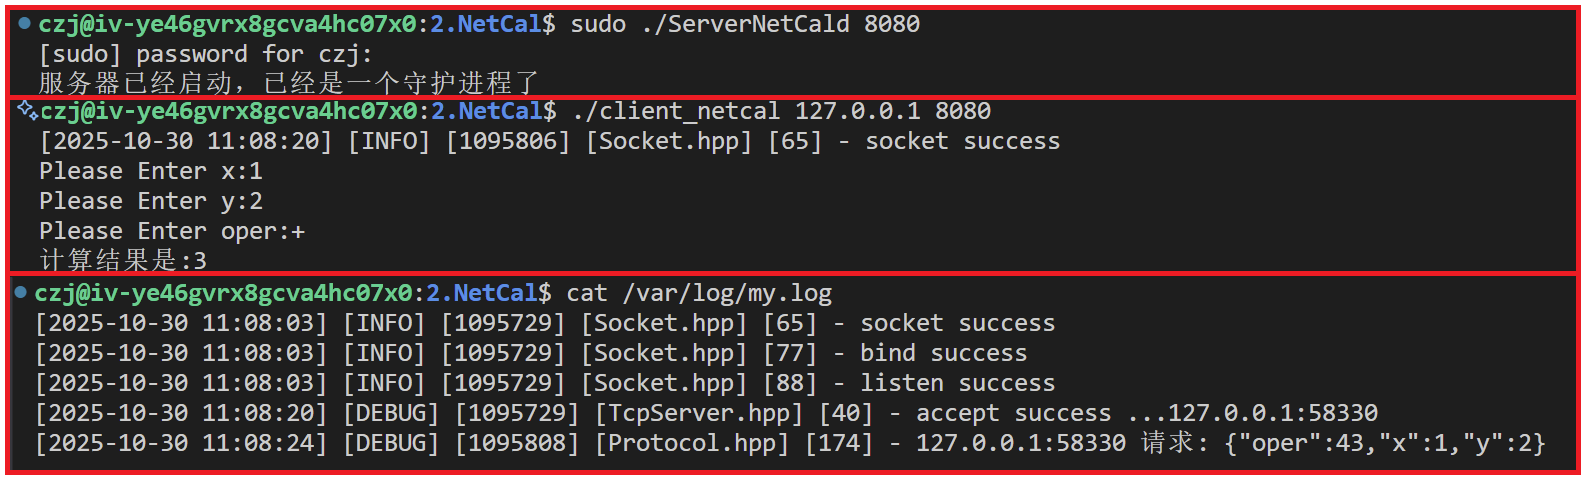 czj@iv-ye46gvrx8gcva4hc07x0:2.NetCal$ sudo ./ServerNetCald 8080
[sudo] password for czj:
服务器已经启动，已经是一个守护进程了
czj@iv-ye46gvrx8gcva4hc07x0:2.NetCal$ ./client_netcal 127.0.0.1 8080
[2025-10-30 11:08:20] [INFO] [1095806] [Socket.hpp] [65] - socket success
Please Enter x:1
Please Enter y:2
Please Enter oper:+
计算结果是:3
czj@iv-ye46gvrx8gcva4hc07x0:2.NetCal$ cat /var/log/my.log
[2025-10-30 11:08:03] [INFO] [1095729] [Socket.hpp] [65] - socket success
[2025-10-30 11:08:03] [INFO] [1095729] [Socket.hpp] [77] - bind success
[2025-10-30 11:08:03] [INFO] [1095729] [Socket.hpp] [88] - listen success
[2025-10-30 11:08:20] [DEBUG] [1095729] [TcpServer.hpp] [40] - accept success ...127.0.0.1:58330
[2025-10-30 11:08:24] [DEBUG] [1095808] [Protocol.hpp] [174] - 127.0.0.1:58330 请求: {"oper":43,"x":1,"y":2}